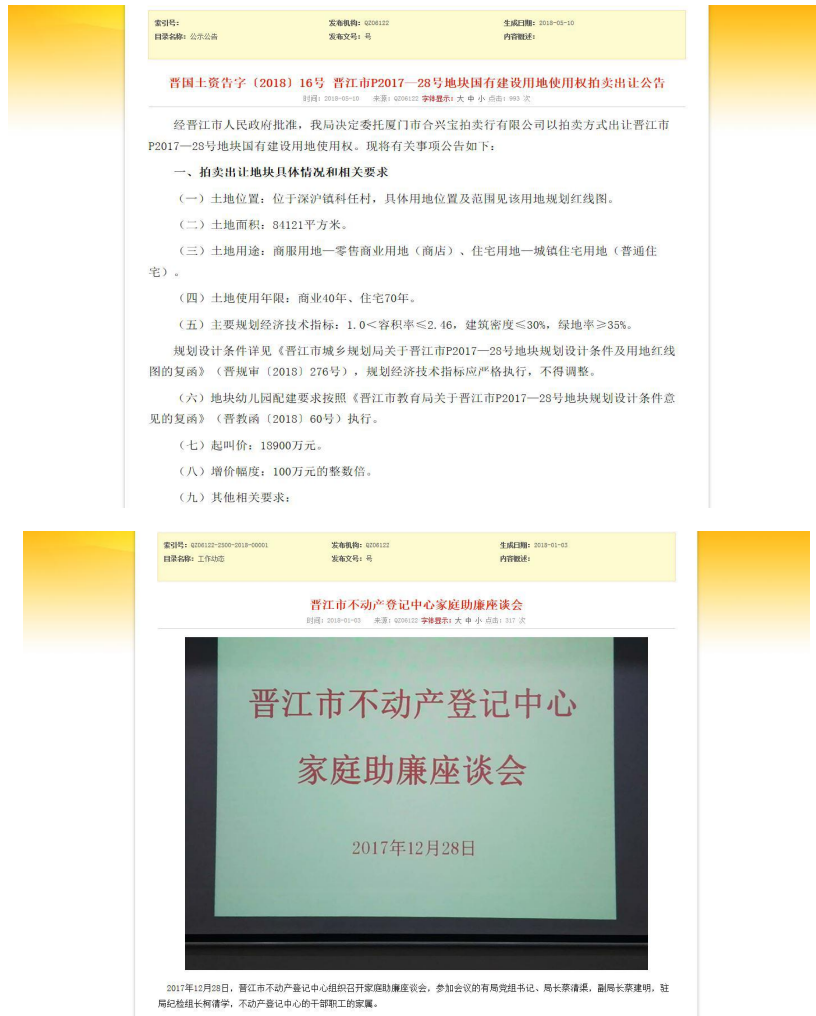 索引号： 发布机构：QZ06122 生成日期：2018-05-10
目录名称：公示公告 发布文号：号 内容概述：
晋国土资告字〔2018〕16号 晋江市P2017—28号地块国有建设用地使用权拍卖出让公告
时间：2018-05-10 来源：QZ06122 字体显示：大 中 小 点击：993 次
经晋江市人民政府批准，我局决定委托厦门市合兴宝拍卖行有限公司以拍卖方式出让晋江市
P2017—28号地块国有建设用地使用权。现将有关事项公告如下：
一、拍卖出让地块具体情况和相关要求
（一）土地位置：位于深沪镇科任村，具体用地位置及范围见该用地规划红线图。
（二）土地面积：84121平方米。
（三）土地用途：商服用地—零售商业用地（商店）、住宅用地—城镇住宅用地（普通住
宅）。
（四）土地使用年限：商业40年、住宅70年。
（五）主要规划经济技术指标：1.0＜容积率≤2.46，建筑密度≤30%，绿地率≥35%。
规划设计条件详见《晋江市城乡规划局关于晋江市P2017—28号地块规划设计条件及用地红线
图的复函》（晋规审〔2018〕276号），规划经济技术指标应严格执行，不得调整。
（六）地块幼儿园配建要求按照《晋江市教育局关于晋江市P2017—28号地块规划设计条件意
见的复函》（晋教函〔2018〕60号）执行。
（七）起叫价：18900万元。
（八）增价幅度：100万元的整数倍。
（九）其他相关要求：
索引号：QZ06122-2500-2018-00001 发布机构：QZ06122 生成日期：2018-01-03
目录名称：工作动态 发布文号：号 内容概述：
晋江市不动产登记中心家庭助廉座谈会
时间：2018-01-03 来源：QZ06122 字体显示：大 中 小 点击：317 次
晋江市不动产登记中心
家庭助廉座谈会
2017年12月28日
2017年12月28日，晋江市不动产登记中心组织召开家庭助廉座谈会，参加会议的有局党组书记、局长蔡清渠，副局长蔡建明，驻
局纪检组长柯清学，不动产登记中心的干部职工的家属。